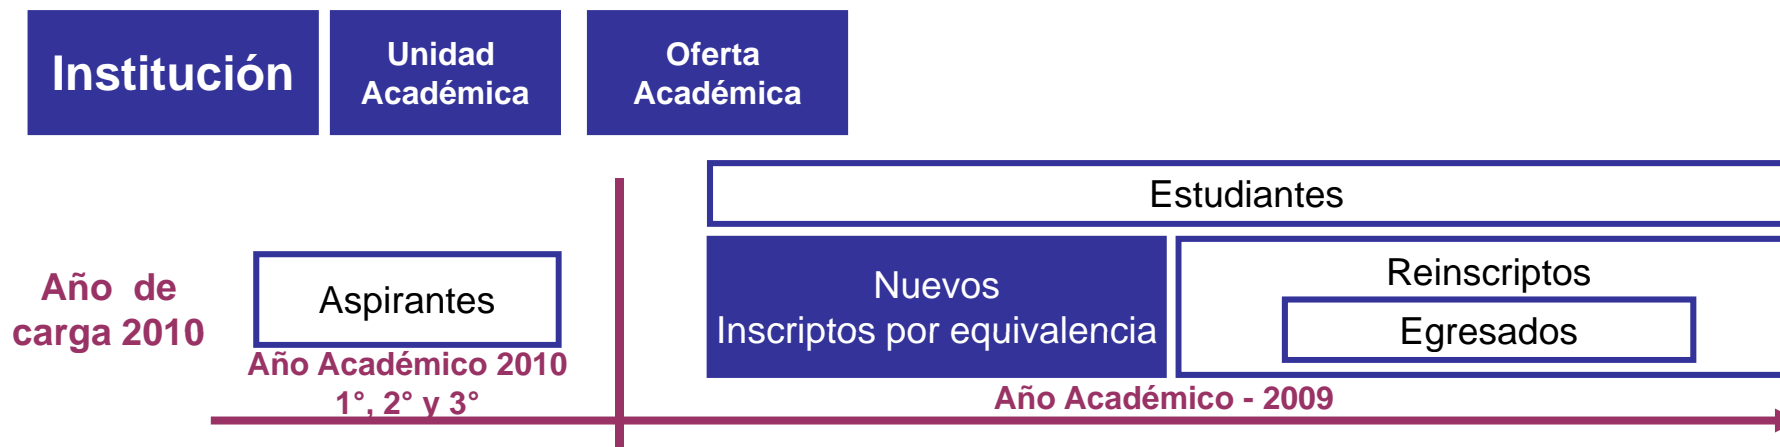 Institución
Unidad
Académica
Oferta
Académica
Estudiantes
Año de
carga 2010
Aspirantes
Nuevos
Inscriptos por equivalencia
Reinscriptos
Egresados
Año Académico 2010
1°, 2° y 3°
Año Académico - 2009